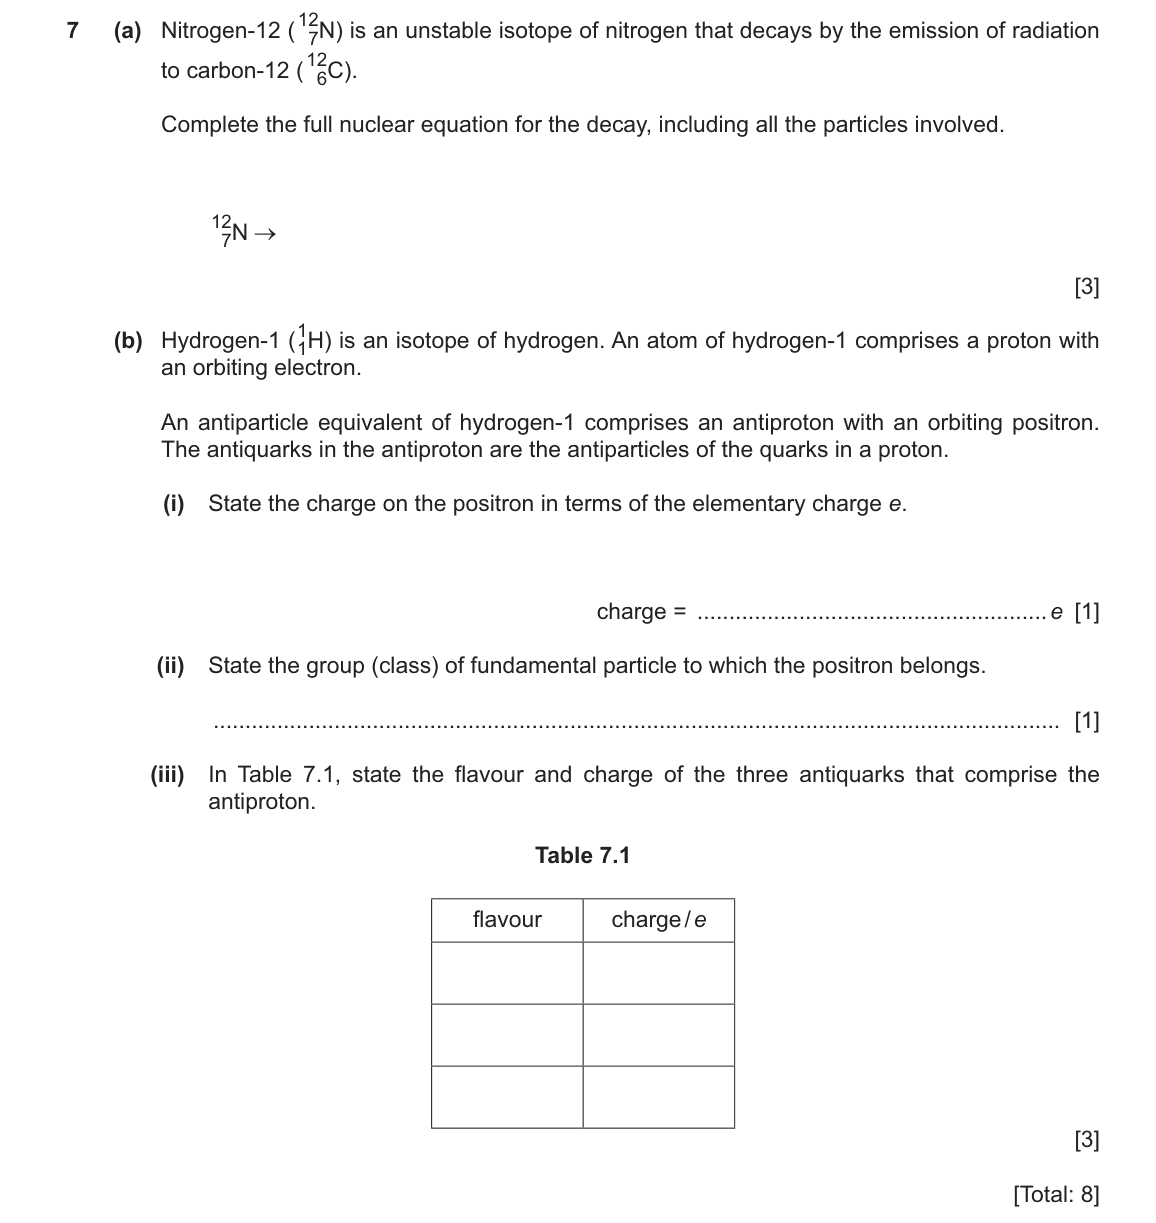 7 (a) Nitrogen-12 ( ¹²₇N) is an unstable isotope of nitrogen that decays by the emission of radiation
to carbon-12 ( ¹²₆C).
Complete the full nuclear equation for the decay, including all the particles involved.
¹²₇N →
[3]
(b) Hydrogen-1 (¹₁H) is an isotope of hydrogen. An atom of hydrogen-1 comprises a proton with
an orbiting electron.
An antiparticle equivalent of hydrogen-1 comprises an antiproton with an orbiting positron.
The antiquarks in the antiproton are the antiparticles of the quarks in a proton.
(i) State the charge on the positron in terms of the elementary charge e.
charge = ....................................................... e [1]
(ii) State the group (class) of fundamental particle to which the positron belongs.
..................................................................................................................................... [1]
(iii) In Table 7.1, state the flavour and charge of the three antiquarks that comprise the
antiproton.
Table 7.1
flavour charge / e
[3]
[Total: 8]